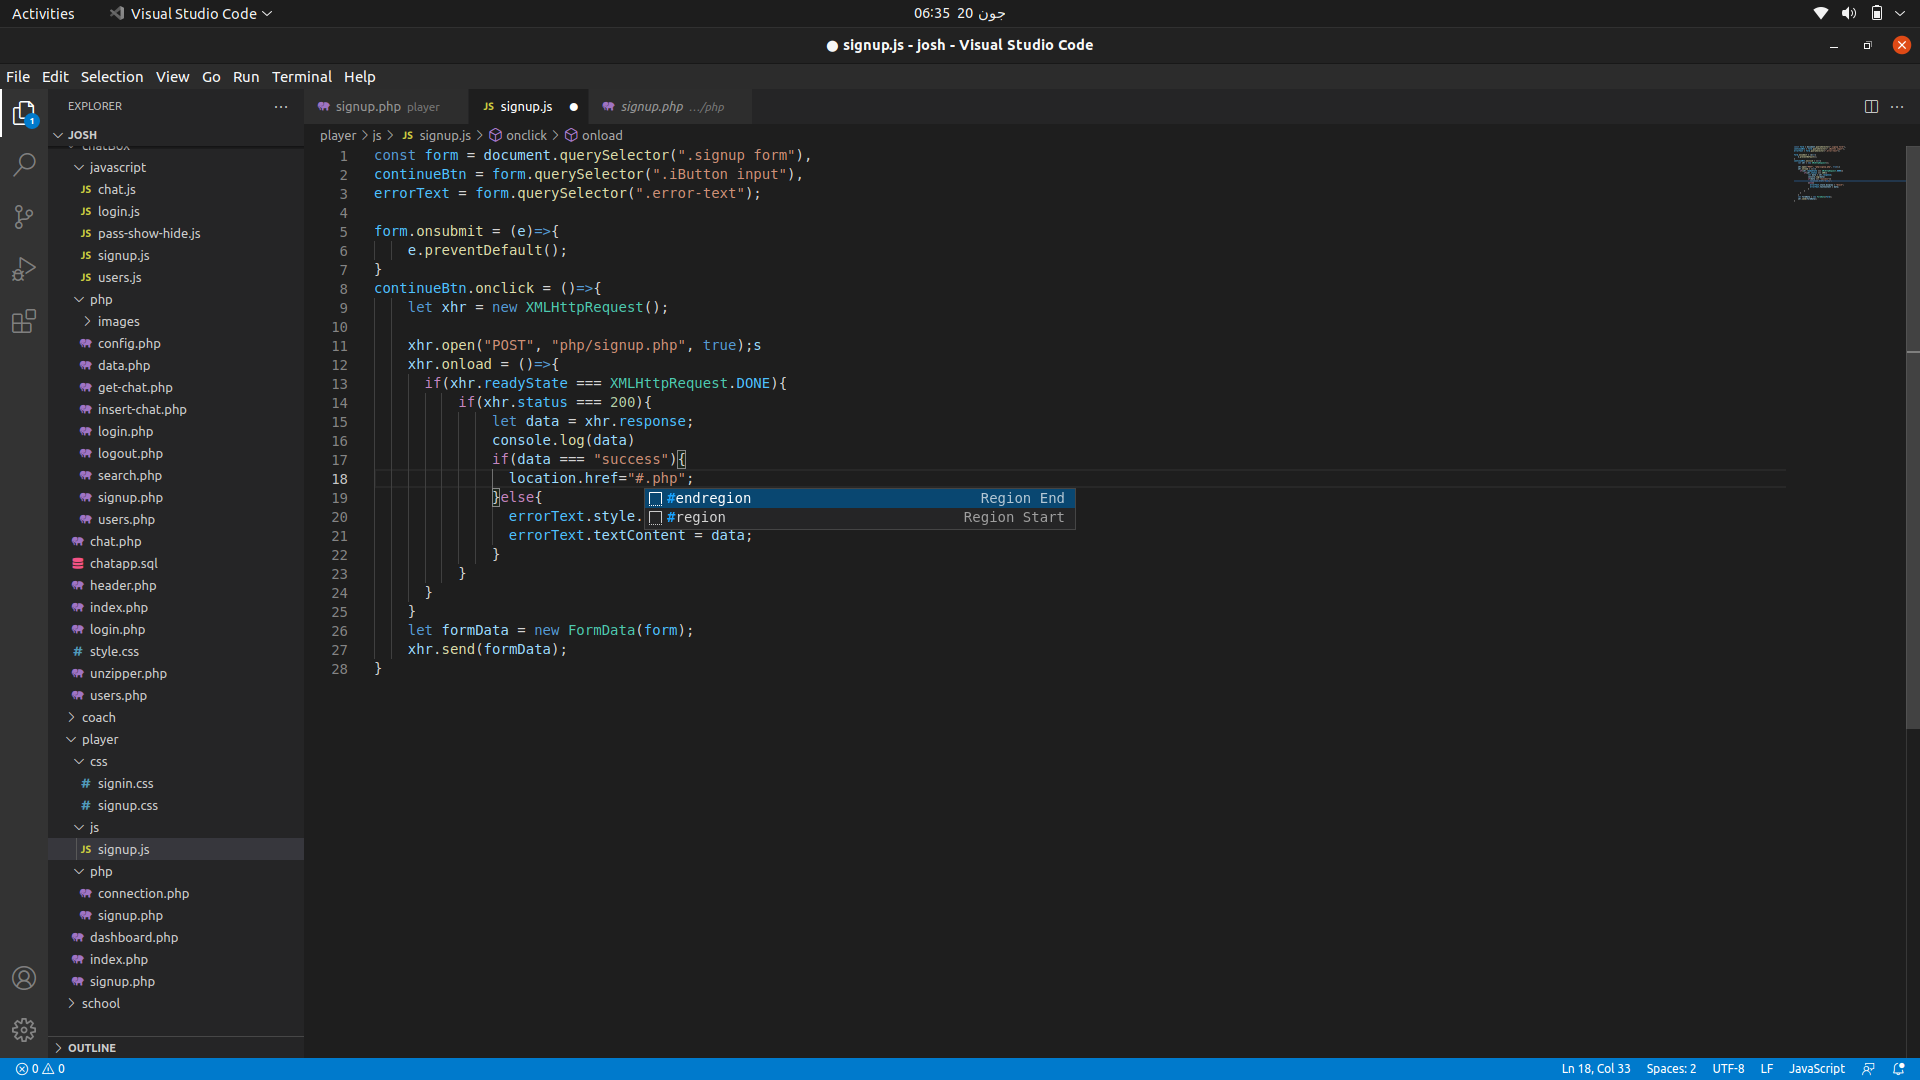 Activities
Visual Studio Code
06:35 20 جون
● signup.js - josh - Visual Studio Code
File Edit Selection View Go Run Terminal Help
EXPLORER
JOSH
chatBox
javascript
chat.js
login.js
pass-show-hide.js
signup.js
users.js
php
images
config.php
data.php
get-chat.php
insert-chat.php
login.php
logout.php
search.php
signup.php
users.php
chat.php
chatapp.sql
header.php
index.php
login.php
style.css
unzipper.php
users.php
coach
player
css
signin.css
signup.css
js
signup.js
php
connection.php
signup.php
dashboard.php
index.php
signup.php
school
OUTLINE
signup.php player
JS signup.js ●
signup.php .../php
player > js > JS signup.js > onclick > onload
1 const form = document.querySelector(".signup form"),
2 continueBtn = form.querySelector(".iButton input"),
3 errorText = form.querySelector(".error-text");
4
5 form.onsubmit = (e)=>{
6 e.preventDefault();
7 }
8 continueBtn.onclick = ()=>{
9 let xhr = new XMLHttpRequest();
10
11 xhr.open("POST", "php/signup.php", true);s
12 xhr.onload = ()=>{
13 if(xhr.readyState === XMLHttpRequest.DONE){
14 if(xhr.status === 200){
15 let data = xhr.response;
16 console.log(data)
17 if(data === "success"){
18 location.href="#.php";
19 }else{
#endregion Region End
20 errorText.style.
#region Region Start
21 errorText.textContent = data;
22 }
23 }
24 }
25 }
26 let formData = new FormData(form);
27 xhr.send(formData);
28 }
0 0
Ln 18, Col 33 Spaces: 2 UTF-8 LF JavaScript